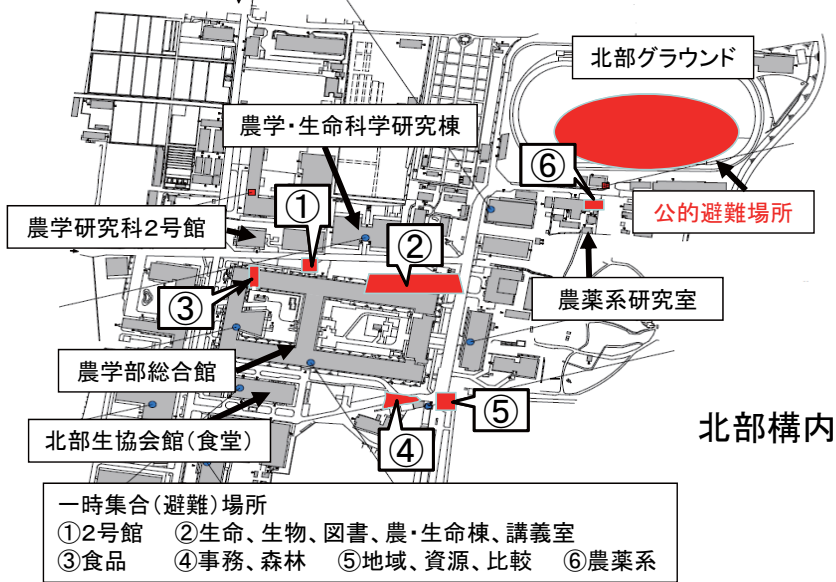 北部グラウンド
農学・生命科学研究棟
⑥
①
公的避難場所
農学研究科2号館
②
③
農薬系研究室
農学部総合館
⑤
北部生協会館(食堂)
④
北部構内
一時集合(避難)場所
①2号館 ②生命、生物、図書、農・生命棟、講義室
③食品 ④事務、森林 ⑤地域、資源、比較 ⑥農薬系